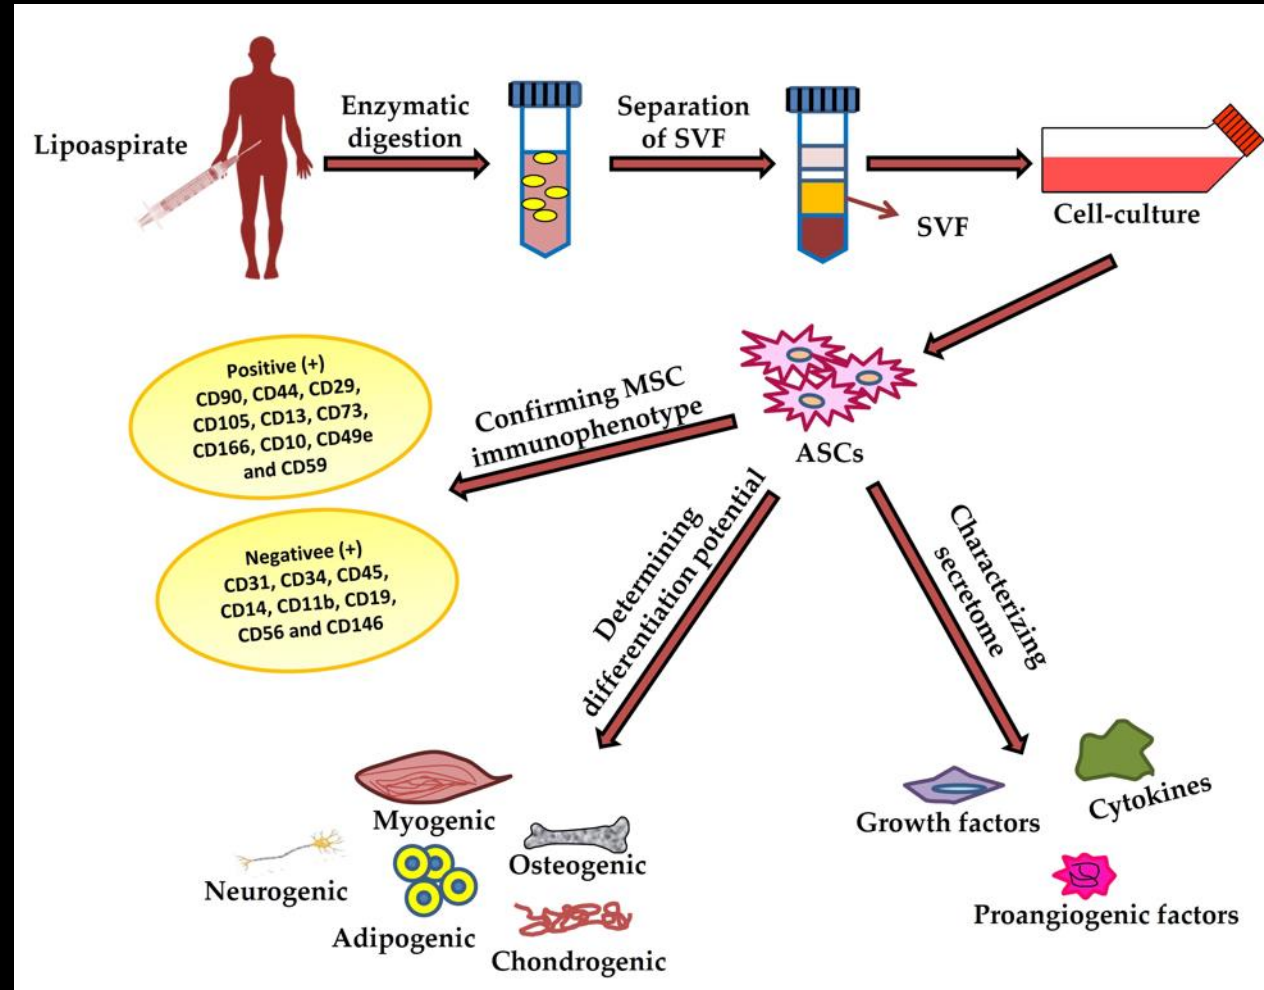 Lipoaspirate
Enzymatic
digestion
Separation
of SVF
SVF
Cell-culture
Positive (+)
CD90, CD44, CD29,
CD105, CD13, CD73,
CD166, CD10, CD49e
and CD59
Confirming MSC
immunophenotype
ASCs
Negativee (+)
CD31, CD34, CD45,
CD14, CD11b, CD19,
CD56 and CD146
Determining
differentiation potential
Characterizing
secretome
Myogenic
Neurogenic
Osteogenic
Adipogenic
Chondrogenic
Growth factors
Cytokines
Proangiogenic factors